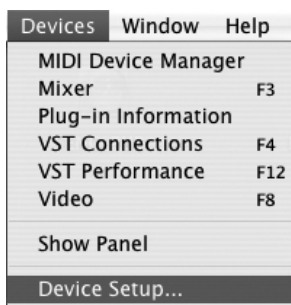 Devices Window Help
MIDI Device Manager
Mixer F3
Plug-in Information
VST Connections F4
VST Performance F12
Video F8
Show Panel
Device Setup...